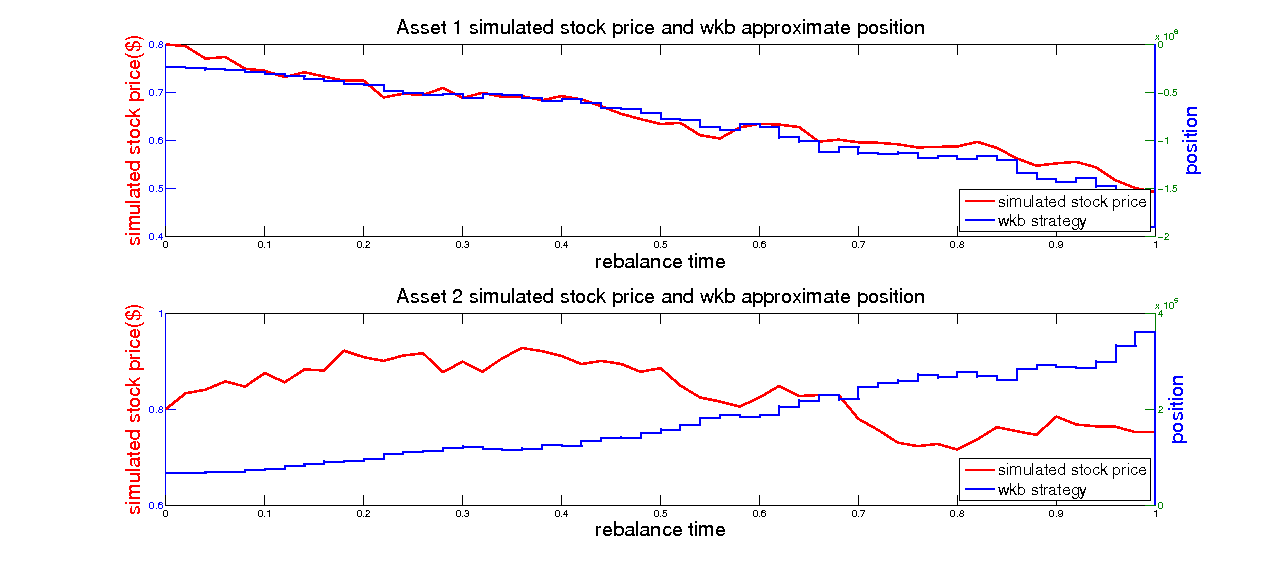 Asset 1 simulated stock price and wkb approximate position
x 10^6
simulated stock price($)
0.8
0.7
0.6
0.5
0.4
0
-0.5
-1
-1.5
-2
position
simulated stock price
wkb strategy
0 0.1 0.2 0.3 0.4 0.5 0.6 0.7 0.8 0.9 1
rebalance time
Asset 2 simulated stock price and wkb approximate position
x 10^5
simulated stock price($)
1
0.8
0.6
4
2
0
position
simulated stock price
wkb strategy
0 0.1 0.2 0.3 0.4 0.5 0.6 0.7 0.8 0.9 1
rebalance time